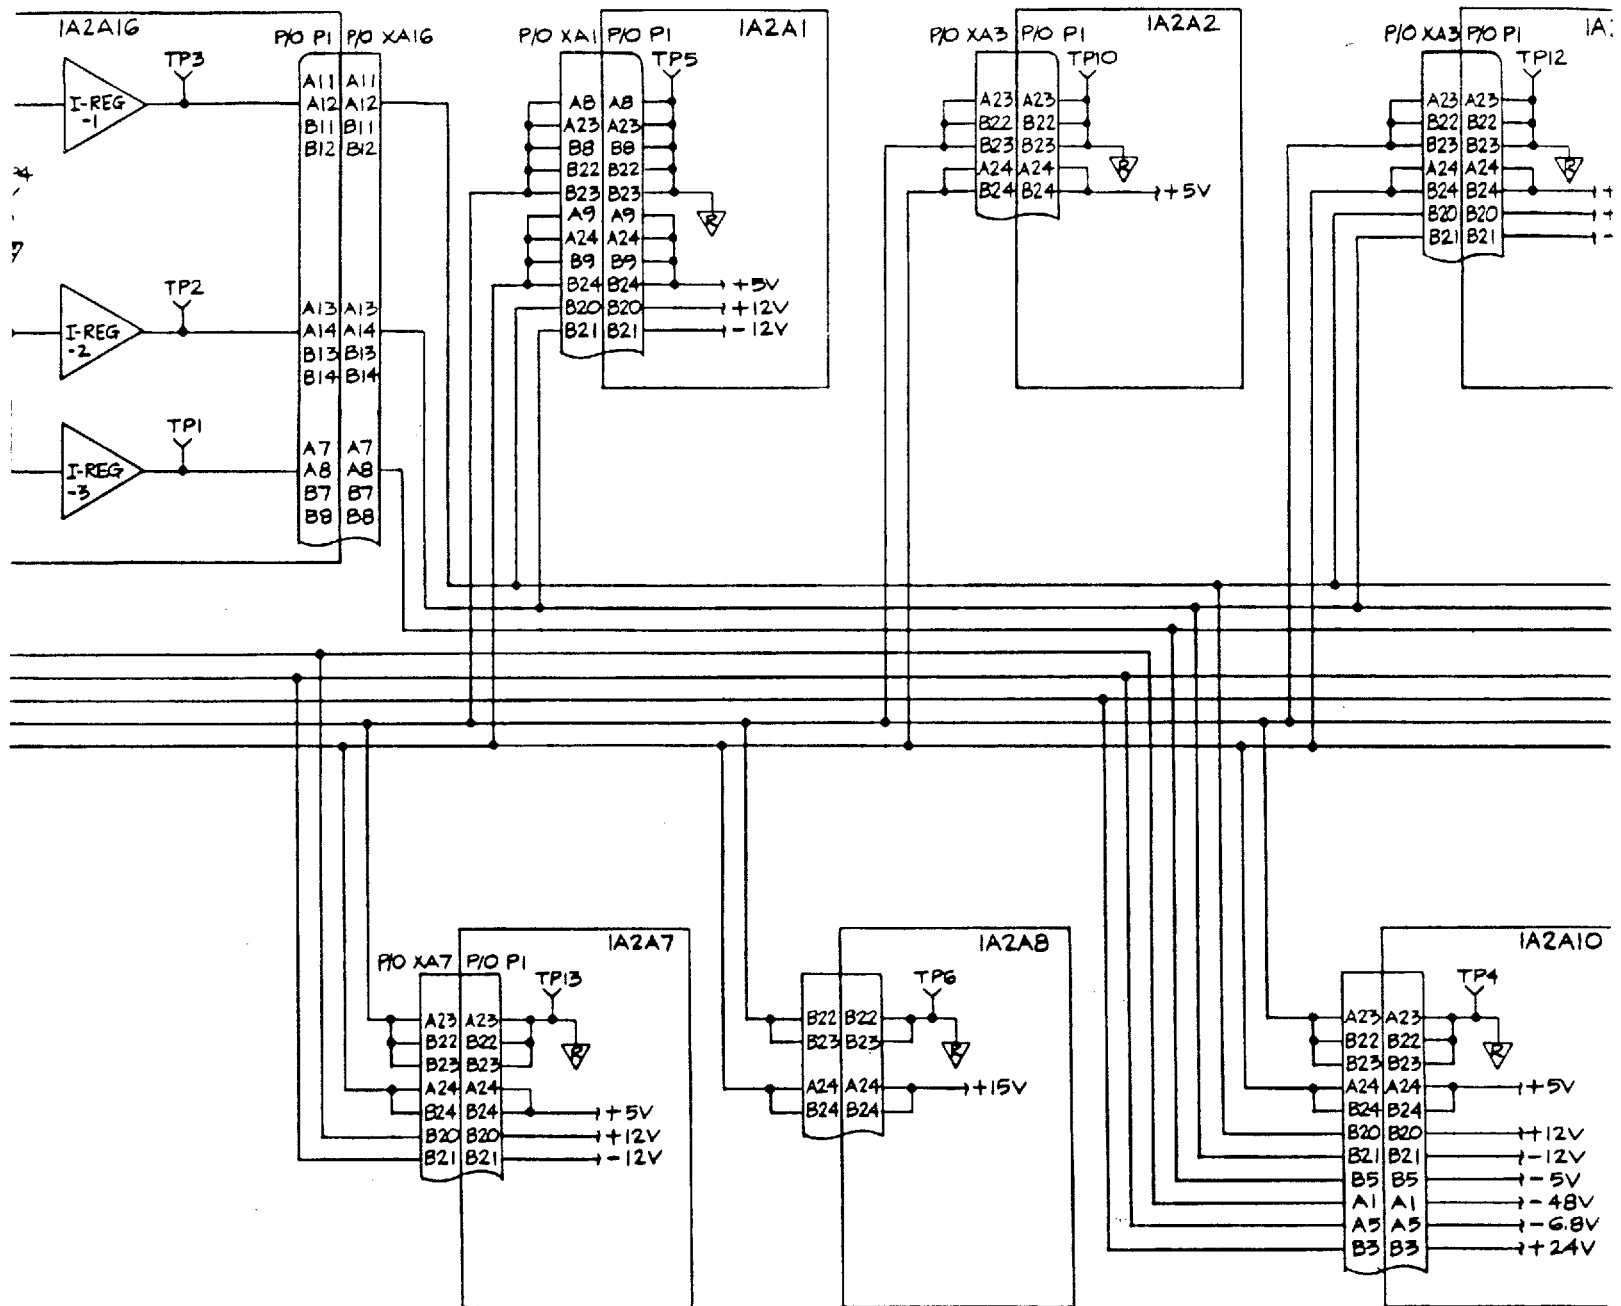 1A2A16
P/O P1 P/O XA16
TP3
I-REG
-1
A11 A11
A12 A12
B11 B11
B12 B12
TP2
I-REG
-2
A13 A13
A14 A14
B13 B13
B14 B14
TP1
I-REG
-3
A7 A7
A8 A8
B7 B7
B8 B8
1A2A1
P/O XA1 P/O P1
TP5
A8 A8
A23 A23
B8 B8
B22 B22
B23 B23
R
A9 A9
A24 A24
B9 B9
B24 B24 +5V
B20 B20 +12V
B21 B21 -12V
1A2A2
P/O XA3 P/O P1
TP10
A23 A23
B22 B22
B23 B23
R
A24 A24
B24 B24 +5V
P/O XA3 P/O P1
TP12
A23 A23
B22 B22
B23 B23
R
A24 A24
B24 B24 +
B20 B20 +
B21 B21 -
1A2A7
P/O XA7 P/O P1
TP13
A23 A23
B22 B22
B23 B23
R
A24 A24
B24 B24 +5V
B20 B20 +12V
B21 B21 -12V
1A2A8
TP6
B22 B22
B23 B23
R
A24 A24 +15V
B24 B24
1A2A10
TP4
A23 A23
B22 B22
B23 B23
R
A24 A24 +5V
B24 B24
B20 B20 +12V
B21 B21 -12V
B5 B5 -5V
A1 A1 -48V
A5 A5 -6.8V
B3 B3 +24V